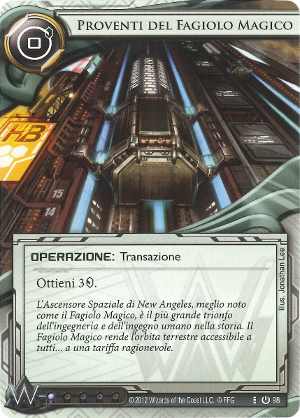 PROVENTI DEL FAGIOLO MAGICO
0
HB
15
14
OPERAZIONE: Transazione
Ottieni 3
L'Ascensore Spaziale di New Angeles, meglio noto
come il Fagiolo Magico, è il più grande trionfo
dell'ingegneria e dell'ingegno umano nella storia. Il
Fagiolo Magico rende l'orbita terrestre accessibile a
tutti... a una tariffa ragionevole.
Illus. Jonathan Lee
© 2012 Wizards of the Coast LLC. © FFG
98